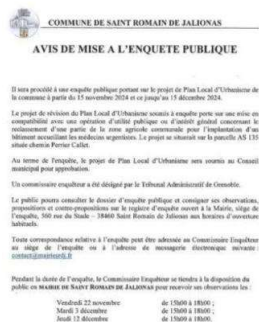 COMMUNE DE SAINT ROMAIN DE JALIONAS
AVIS DE MISE A L'ENQUETE PUBLIQUE
Il sera procédé à une enquête publique portant sur le projet de Plan Local d'Urbanisme de
la commune à partir du 15 novembre 2024 et ce jusqu'au 15 décembre 2024.
Le projet de révision du Plan Local d'Urbanisme soumis à enquête porte sur une mise en
compatibilité avec une opération d'utilité publique ou d'intérêt général concernant le
reclassement d'une partie de la zone agricole communale pour l'implantation d'un
bâtiment accueillant les médecins urgentistes. Le projet se situerait sur la parcelle AS 135
située chemin Perrier Callet.
Au terme de l'enquête, le projet de Plan Local d'Urbanisme sera soumis au Conseil
municipal pour approbation.
Un commissaire enquêteur a été désigné par le Tribunal Administratif de Grenoble.
Le public pourra consulter le dossier d'enquête publique et consigner ses observations,
propositions et contre-propositions sur le registre d'enquête ouvert à la Mairie, siège de
l'enquête, 560 rue du Stade – 38460 Saint Romain de Jalionas aux horaires d'ouverture
habituels.
Toute correspondance relative à l'enquête peut être adressée au Commissaire Enquêteur
au siège de l'enquête ou à l'adresse de messagerie électronique suivante :
contact@mairiesrdj.fr
Pendant la durée de l'enquête, le Commissaire Enquêteur se tiendra à la disposition du
public en MAIRIE DE SAINT ROMAIN DE JALIONAS pour recevoir ses observations les :
Vendredi 22 novembre de 15h00 à 18h00 ;
Mardi 3 décembre de 15h00 à 18h00 ;
Jeudi 12 décembre de 15h00 à 18h00.